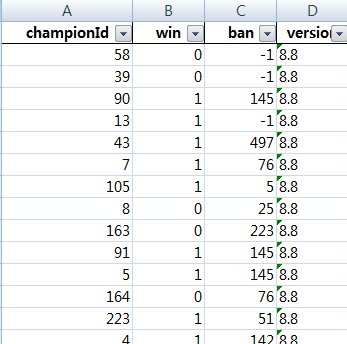 A B C D
championId win ban version
58 0 -1 8.8
39 0 -1 8.8
90 1 145 8.8
13 1 -1 8.8
43 1 497 8.8
7 1 76 8.8
105 1 5 8.8
8 0 25 8.8
163 0 223 8.8
91 1 145 8.8
5 1 145 8.8
164 0 76 8.8
223 1 51 8.8
4 1 142 8.8